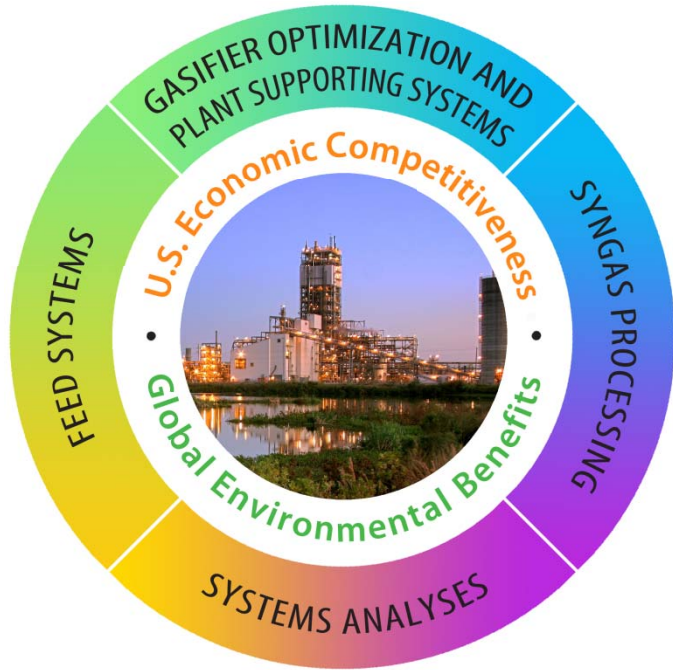 GASIFIER OPTIMIZATION AND
PLANT SUPPORTING SYSTEMS
U.S. Economic Competitiveness
FEED SYSTEMS
SYNGAS PROCESSING
Global Environmental Benefits
SYSTEMS ANALYSES